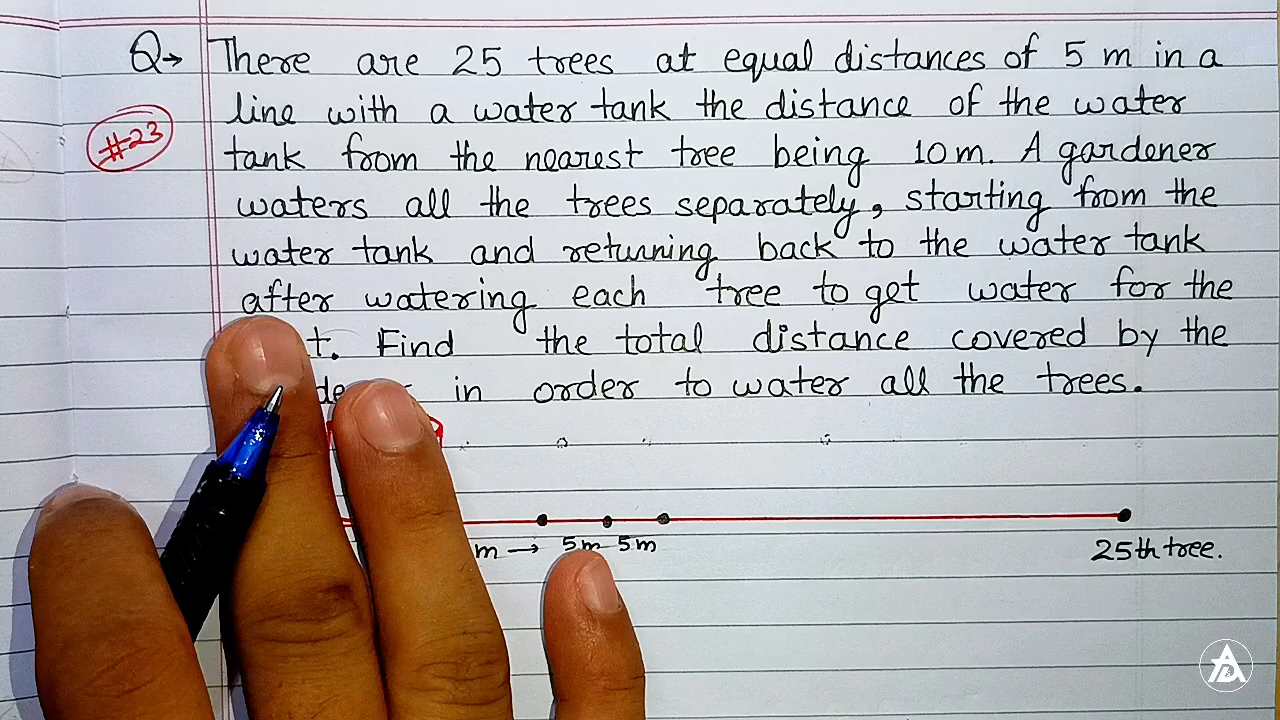 Q→ There are 25 trees at equal distances of 5 m in a
#23 line with a water tank the distance of the water
tank from the nearest tree being 10 m. A gardener
waters all the trees separately, starting from the
water tank and returning back to the water tank
after watering each tree to get water for the
t. Find the total distance covered by the
de in order to water all the trees.
m → 5m 5m
25th tree.